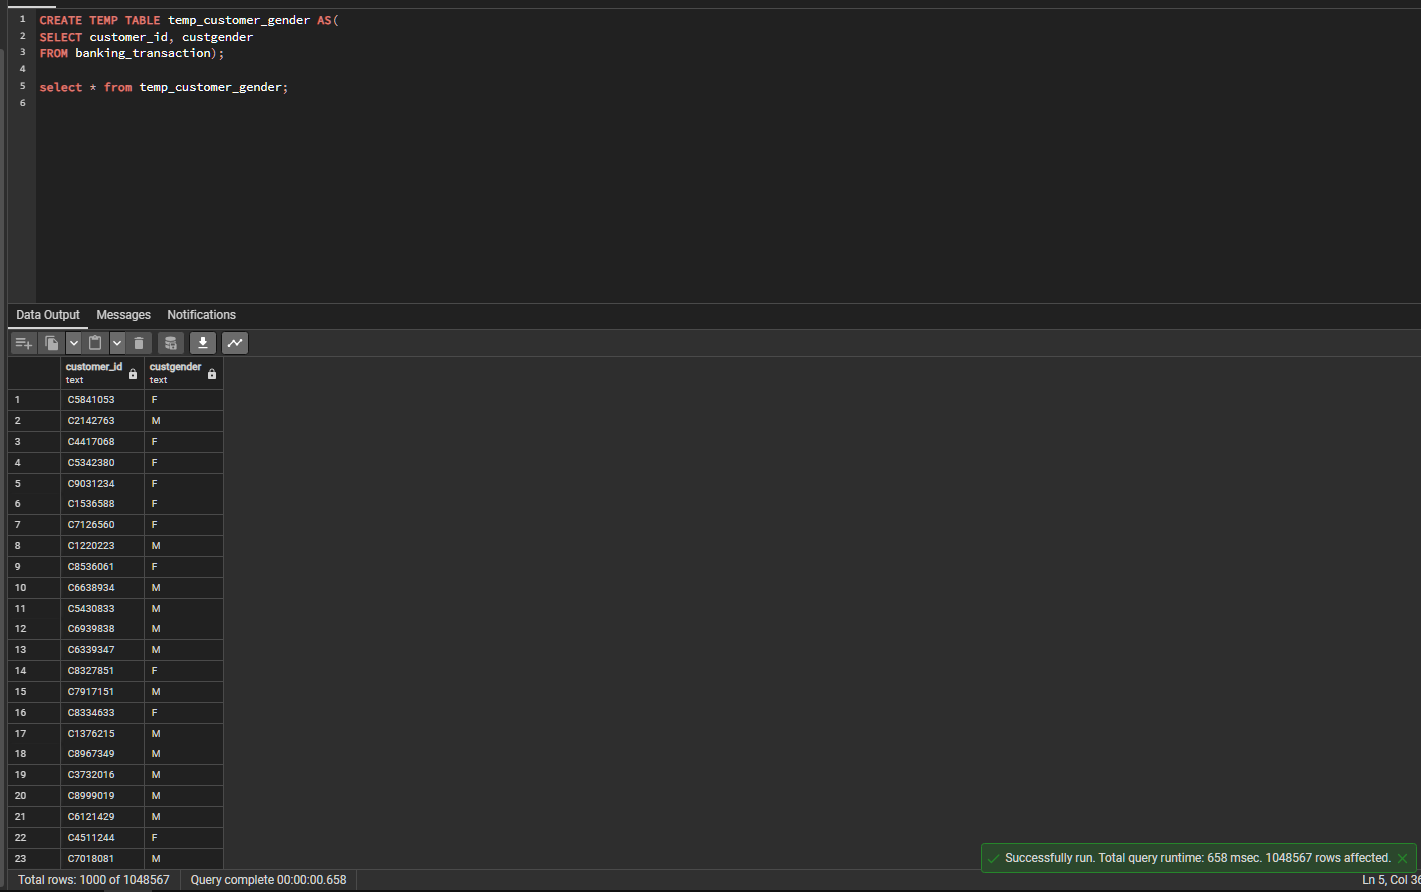 1 CREATE TEMP TABLE temp_customer_gender AS(
2 SELECT customer_id, custgender
3 FROM banking_transaction);
4
5 select * from temp_customer_gender;
6
Data Output Messages Notifications
customer_id custgender
text text
1 C5841053 F
2 C2142763 M
3 C4417068 F
4 C5342380 F
5 C9031234 F
6 C1536588 F
7 C7126560 F
8 C1220223 M
9 C8536061 F
10 C6638934 M
11 C5430833 M
12 C6939838 M
13 C6339347 M
14 C8327851 F
15 C7917151 M
16 C8334633 F
17 C1376215 M
18 C8967349 M
19 C3732016 M
20 C8999019 M
21 C6121429 M
22 C4511244 F
23 C7018081 M
Successfully run. Total query runtime: 658 msec. 1048567 rows affected.
Total rows: 1000 of 1048567 Query complete 00:00:00.658 Ln 5, Col 36